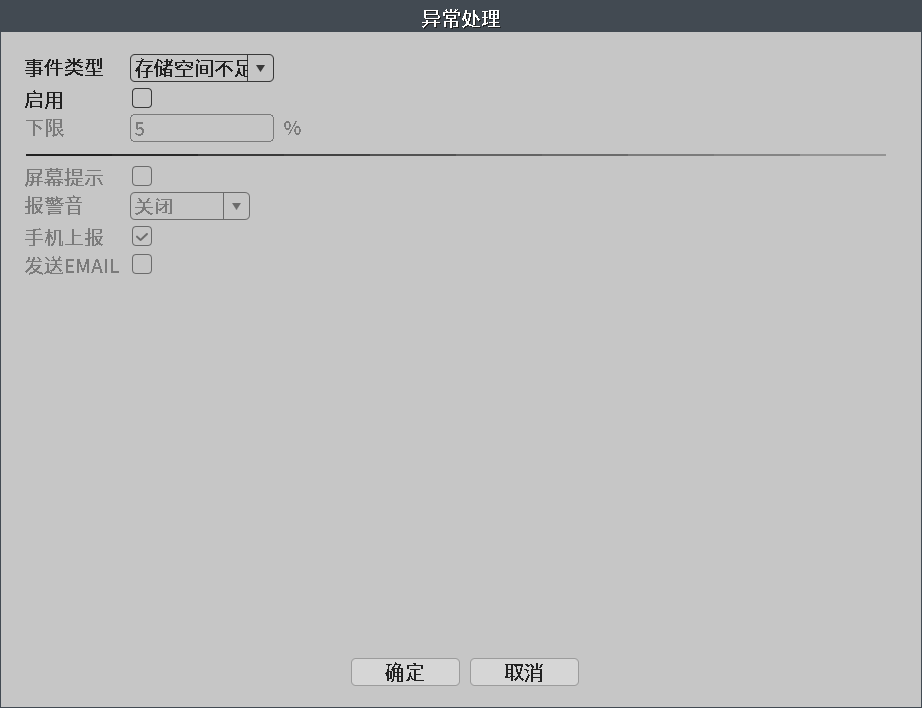 异常处理
事件类型 存储空间不足
启用
下限 5 %
屏幕提示
报警音 关闭
手机上报
发送EMAIL
确定 取消